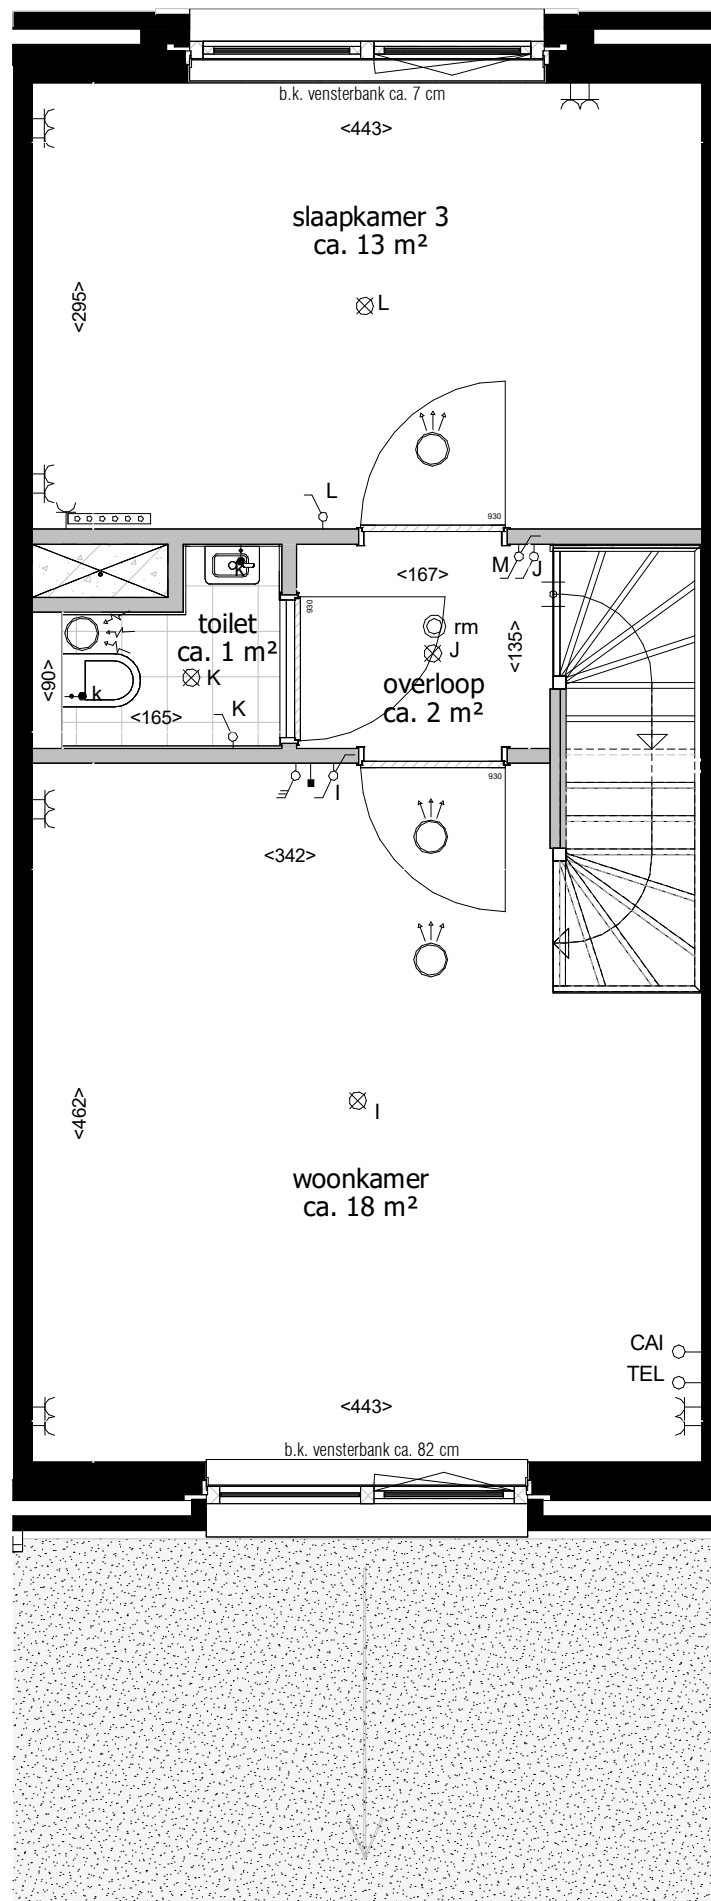 b.k. vensterbank ca. 7 cm
<443>
slaapkamer 3
ca. 13 m²
<295>
L
L
930
M
J
<167>
k
930
toilet
ca. 1 m²
rm
<135>
J
K
<90>
k
overloop
ca. 2 m²
<165>
K
930
I
<342>
<462>
I
woonkamer
ca. 18 m²
CAI
TEL
<443>
b.k. vensterbank ca. 82 cm